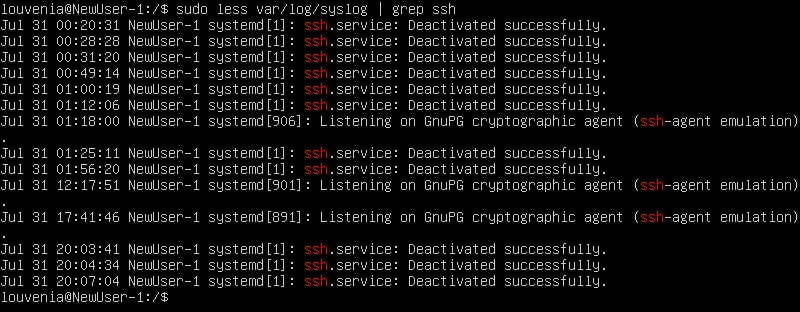 louvenia@NewUser-1:/$ sudo less var/log/syslog | grep ssh
Jul 31 00:20:31 NewUser-1 systemd[1]: ssh.service: Deactivated successfully.
Jul 31 00:28:28 NewUser-1 systemd[1]: ssh.service: Deactivated successfully.
Jul 31 00:31:20 NewUser-1 systemd[1]: ssh.service: Deactivated successfully.
Jul 31 00:49:14 NewUser-1 systemd[1]: ssh.service: Deactivated successfully.
Jul 31 01:00:19 NewUser-1 systemd[1]: ssh.service: Deactivated successfully.
Jul 31 01:12:06 NewUser-1 systemd[1]: ssh.service: Deactivated successfully.
Jul 31 01:18:00 NewUser-1 systemd[906]: Listening on GnuPG cryptographic agent (ssh-agent emulation)
.
Jul 31 01:25:11 NewUser-1 systemd[1]: ssh.service: Deactivated successfully.
Jul 31 01:56:20 NewUser-1 systemd[1]: ssh.service: Deactivated successfully.
Jul 31 12:17:51 NewUser-1 systemd[901]: Listening on GnuPG cryptographic agent (ssh-agent emulation)
.
Jul 31 17:41:46 NewUser-1 systemd[891]: Listening on GnuPG cryptographic agent (ssh-agent emulation)
.
Jul 31 20:03:41 NewUser-1 systemd[1]: ssh.service: Deactivated successfully.
Jul 31 20:04:34 NewUser-1 systemd[1]: ssh.service: Deactivated successfully.
Jul 31 20:07:04 NewUser-1 systemd[1]: ssh.service: Deactivated successfully.
louvenia@NewUser-1:/$